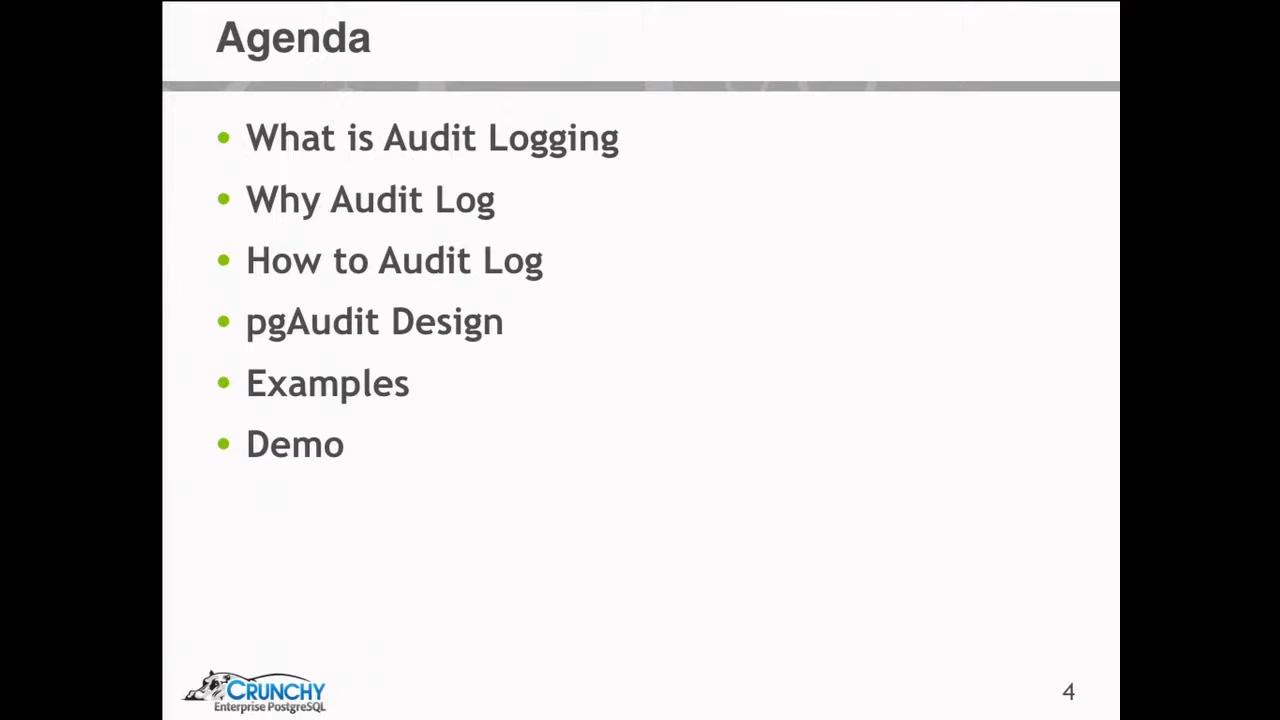 Agenda
• What is Audit Logging
• Why Audit Log
• How to Audit Log
• pgAudit Design
• Examples
• Demo
CRUNCHY
Enterprise PostgreSQL
4